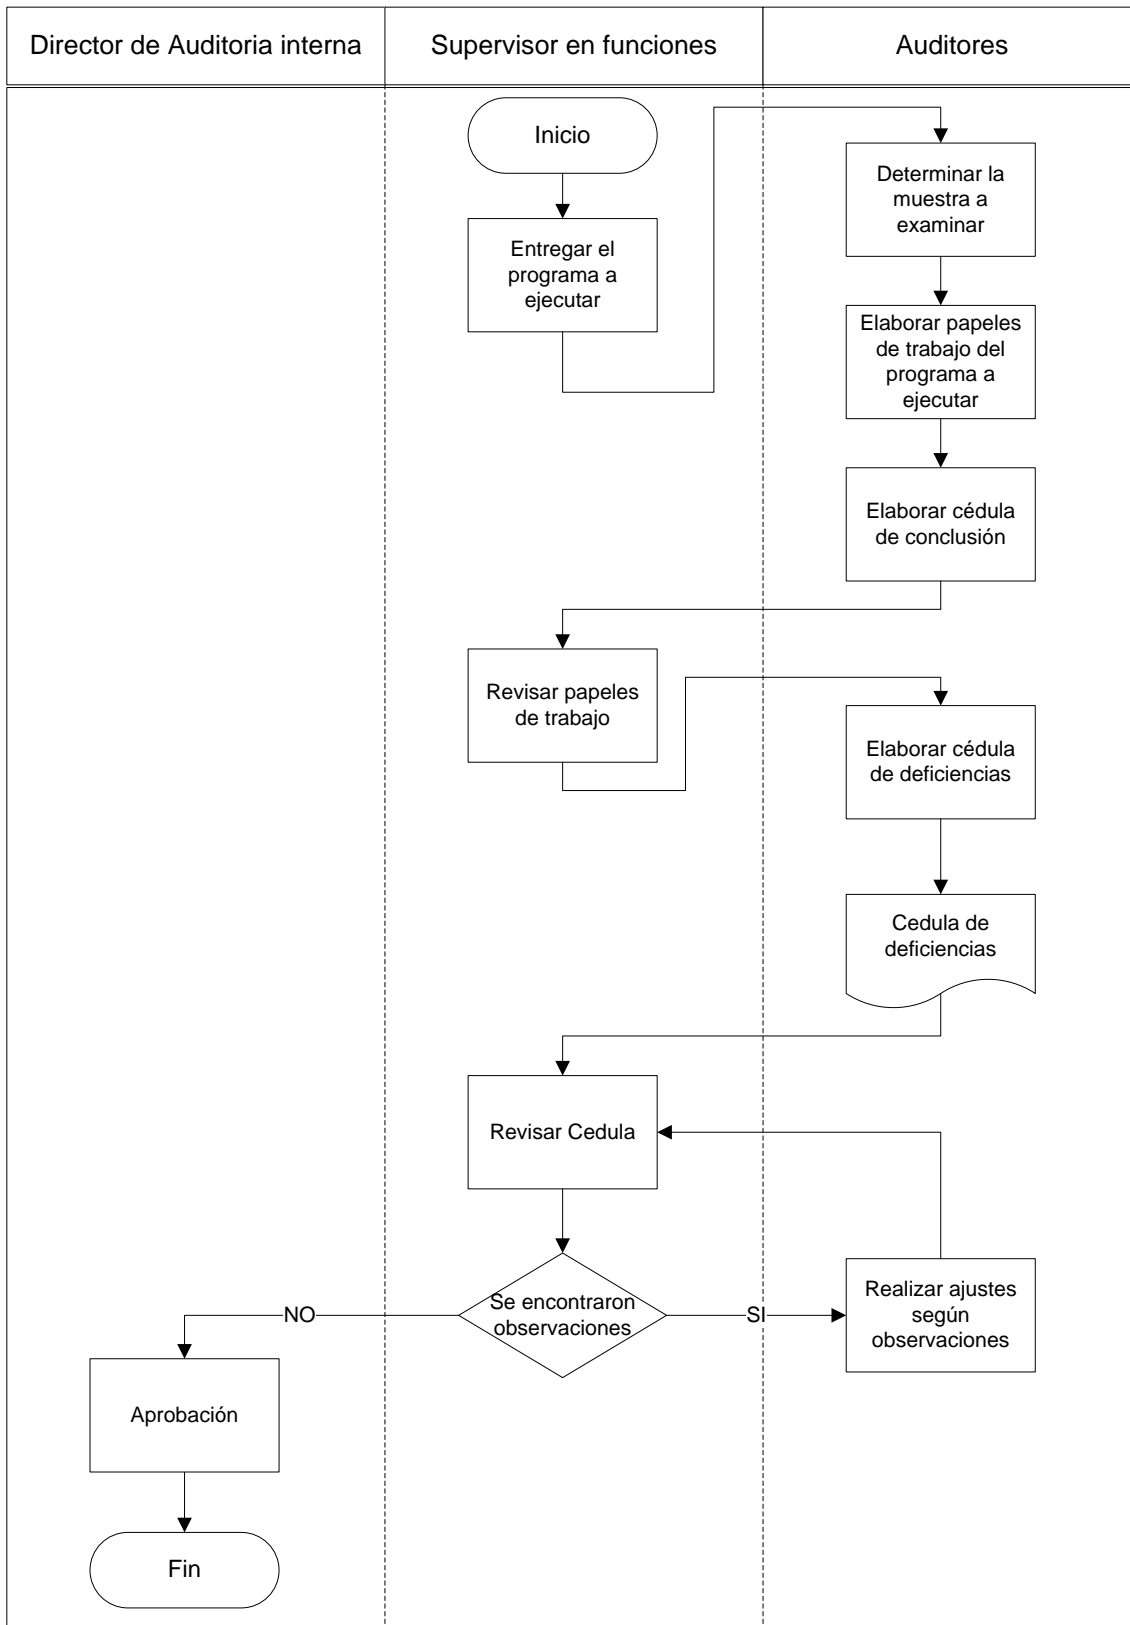 Director de Auditoria interna
Supervisor en funciones
Auditores
Inicio
Entregar el
programa a
ejecutar
Determinar la
muestra a
examinar
Elaborar papeles
de trabajo del
programa a
ejecutar
Elaborar cédula
de conclusión
Revisar papeles
de trabajo
Elaborar cédula
de deficiencias
Cedula de
deficiencias
Revisar Cedula
Se encontraron
observaciones
NO
SI
Realizar ajustes
según
observaciones
Aprobación
Fin